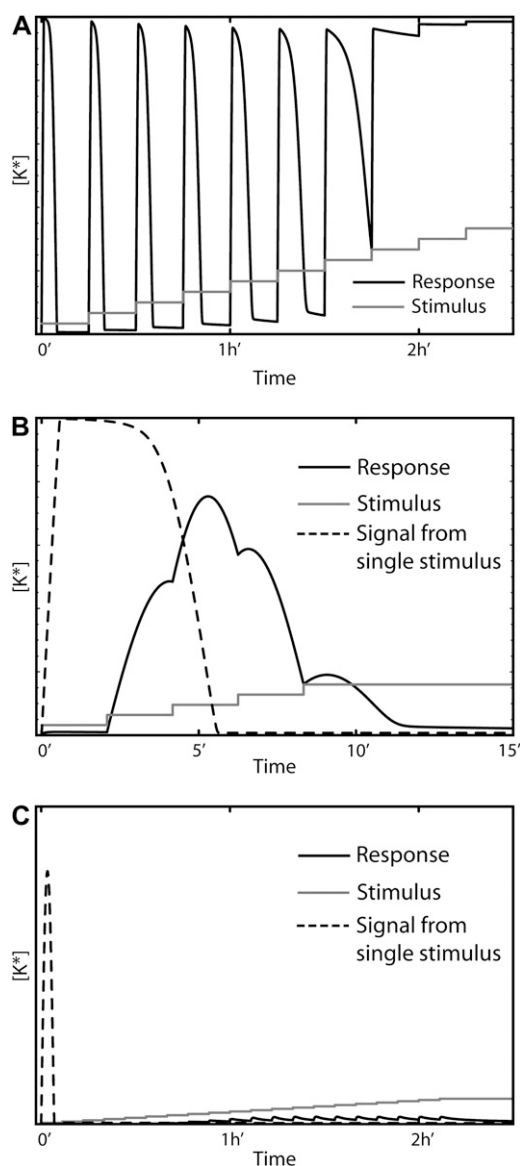 A
[K*]
Response
Stimulus
0’
1h’
2h’
Time
B
[K*]
Response
Stimulus
Signal from
single stimulus
0’
5’
10’
15’
Time
C
[K*]
Response
Stimulus
Signal from
single stimulus
0’
1h’
2h’
Time